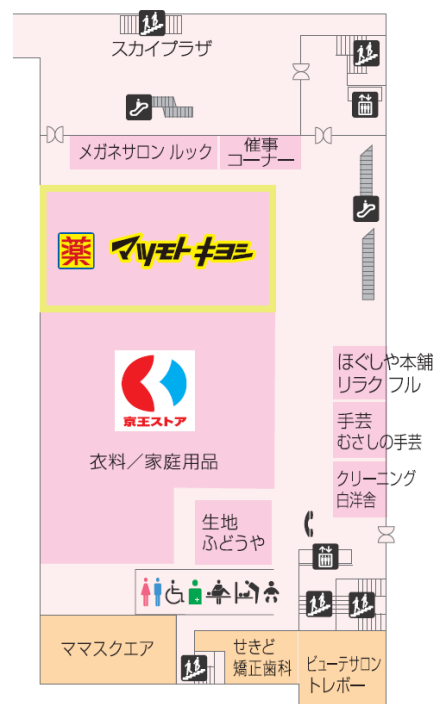 スカイプラザ
メガネサロン ルック
催事
コーナー
薬 マツモトキヨシ
京王ストア
衣料／家庭用品
ほぐしや本舗
リラク フル
手芸
むさしの手芸
クリーニング
白洋舎
生地
ふどうや
ママスクエア
せきど
矯正歯科
ビューテサロン
トレボー